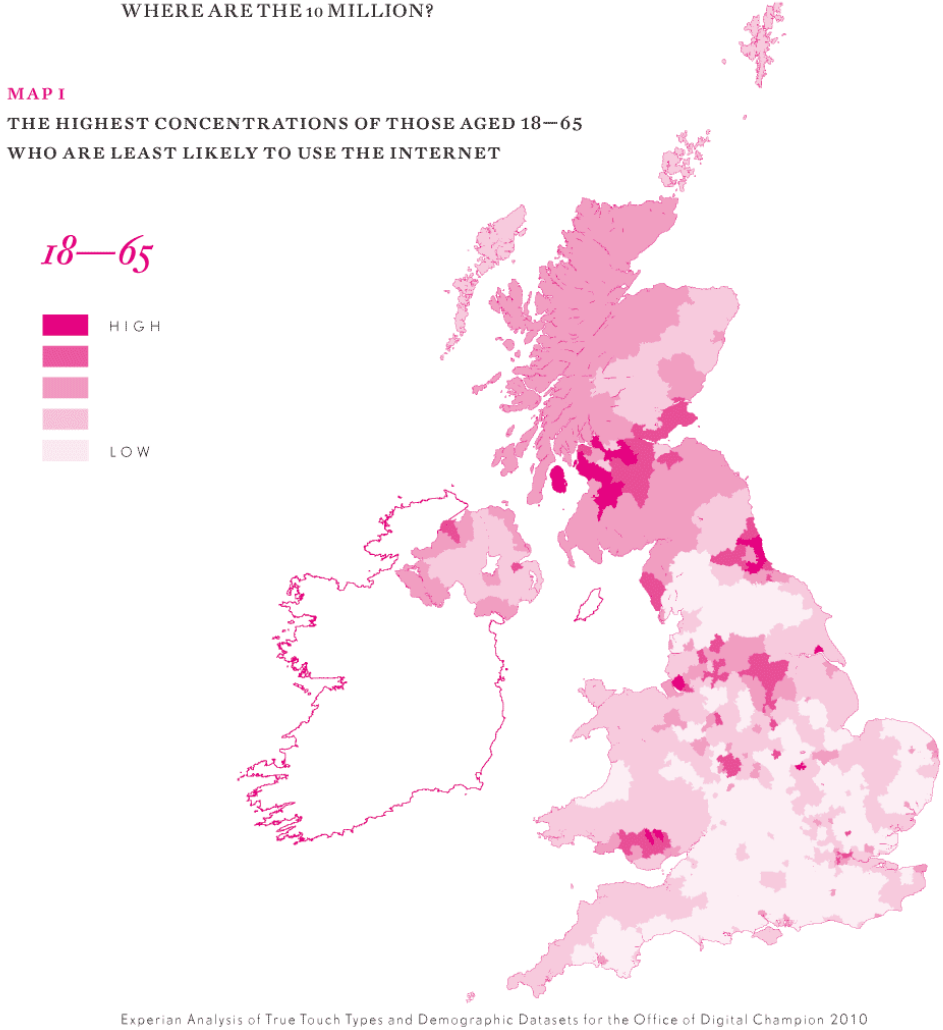 WHERE ARE THE 10 MILLION?
MAP 1
THE HIGHEST CONCENTRATIONS OF THOSE AGED 18—65
WHO ARE LEAST LIKELY TO USE THE INTERNET
18—65
HIGH
LOW
Experian Analysis of True Touch Types and Demographic Datasets for the Office of Digital Champion 2010